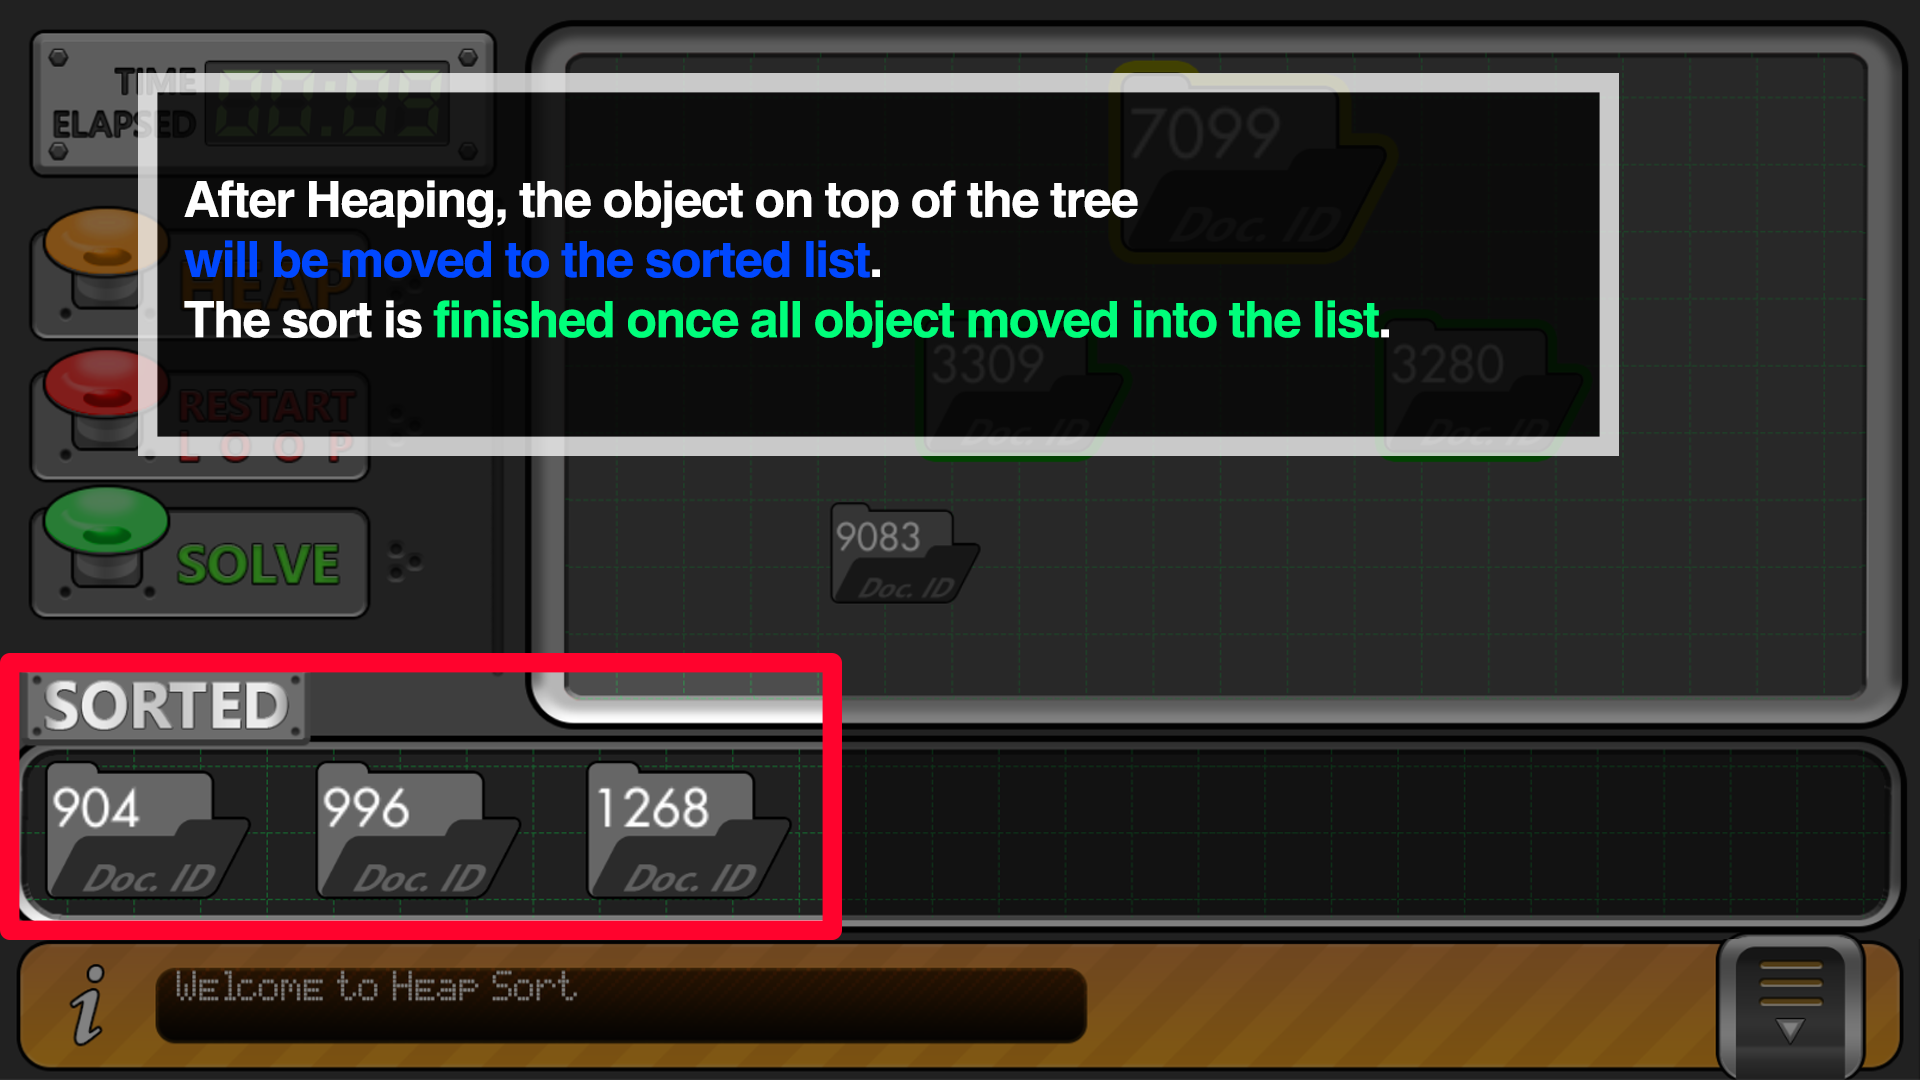 TIME
ELAPSED
00:09
After Heaping, the object on top of the tree
will be moved to the sorted list.
The sort is finished once all object moved into the list.
7099
Doc. ID
HEAP
3309
Doc. ID
3280
Doc. ID
RESTART
LOOP
9083
Doc. ID
SOLVE
SORTED
904
Doc. ID
996
Doc. ID
1268
Doc. ID
i
Welcome to Heap Sort